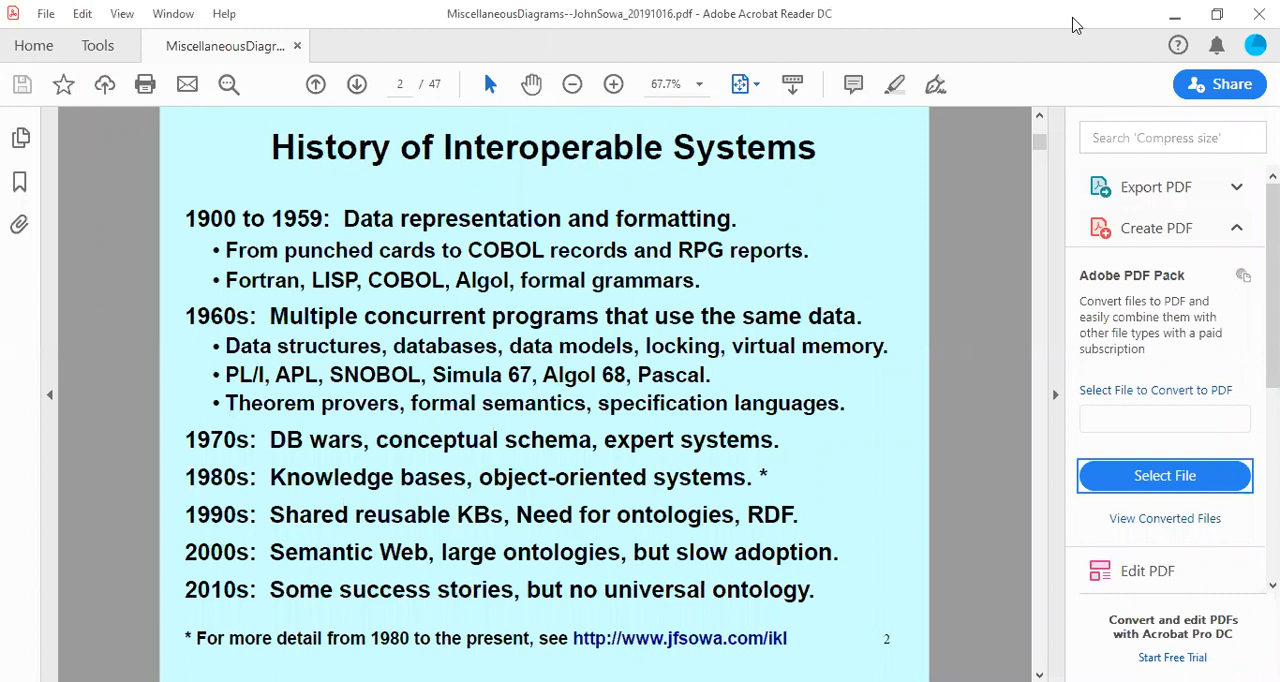 File Edit View Window Help
MiscellaneousDiagrams--JohnSowa_20191016.pdf - Adobe Acrobat Reader DC
Home Tools MiscellaneousDiagr... ×
2 / 47 67.7% Share
History of Interoperable Systems
1900 to 1959: Data representation and formatting.
• From punched cards to COBOL records and RPG reports.
• Fortran, LISP, COBOL, Algol, formal grammars.
1960s: Multiple concurrent programs that use the same data.
• Data structures, databases, data models, locking, virtual memory.
• PL/I, APL, SNOBOL, Simula 67, Algol 68, Pascal.
• Theorem provers, formal semantics, specification languages.
1970s: DB wars, conceptual schema, expert systems.
1980s: Knowledge bases, object-oriented systems. *
1990s: Shared reusable KBs, Need for ontologies, RDF.
2000s: Semantic Web, large ontologies, but slow adoption.
2010s: Some success stories, but no universal ontology.
* For more detail from 1980 to the present, see http://www.jfsowa.com/ikl 2
Search 'Compress size'
Export PDF
Create PDF
Adobe PDF Pack
Convert files to PDF and
easily combine them with
other file types with a paid
subscription
Select File to Convert to PDF
Select File
View Converted Files
Edit PDF
Convert and edit PDFs
with Acrobat Pro DC
Start Free Trial